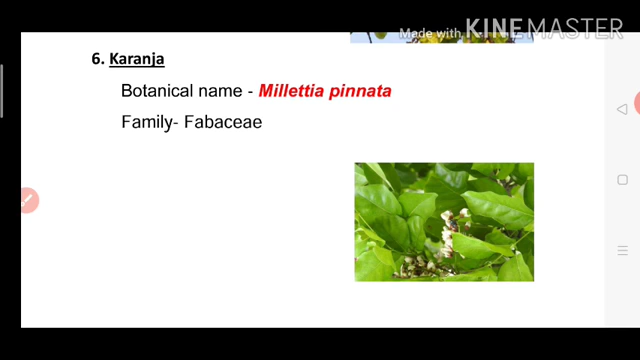 Made with KINEMASTER
6. Karanja
Botanical name - Millettia pinnata
Family- Fabaceae